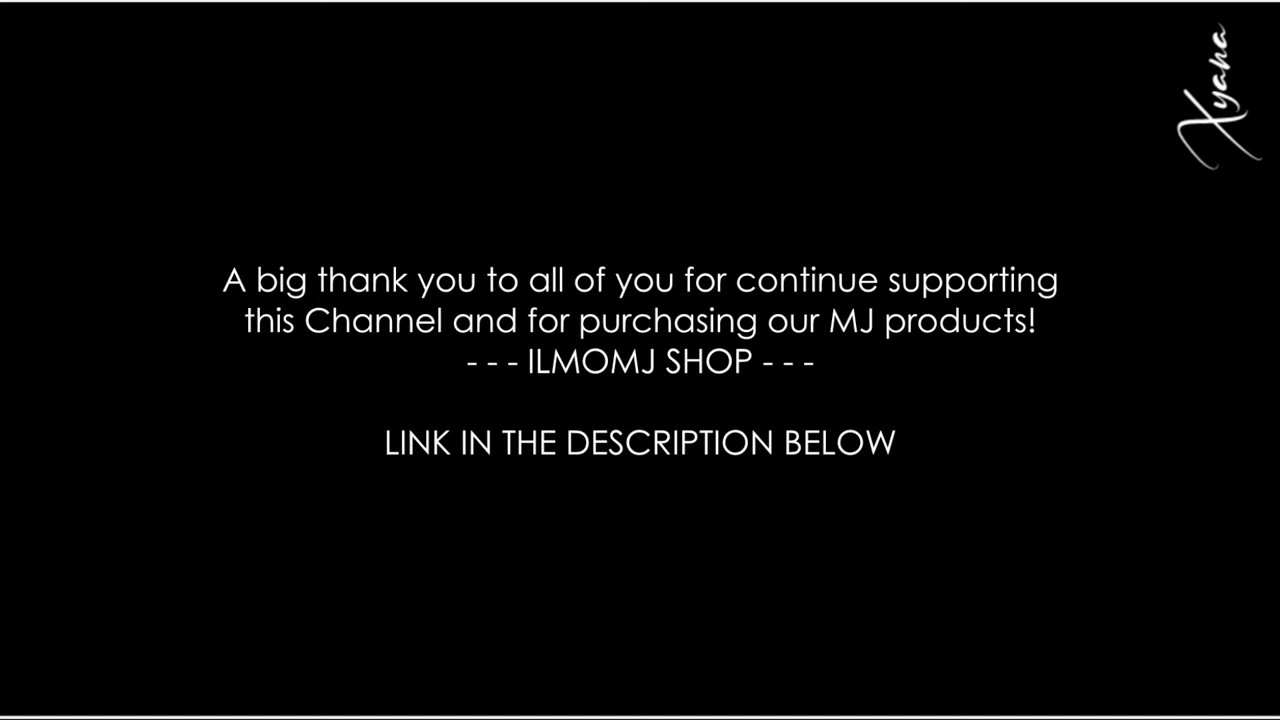 Xyana
A big thank you to all of you for continue supporting
this Channel and for purchasing our MJ products!
- - - ILMOMJ SHOP - - -
LINK IN THE DESCRIPTION BELOW